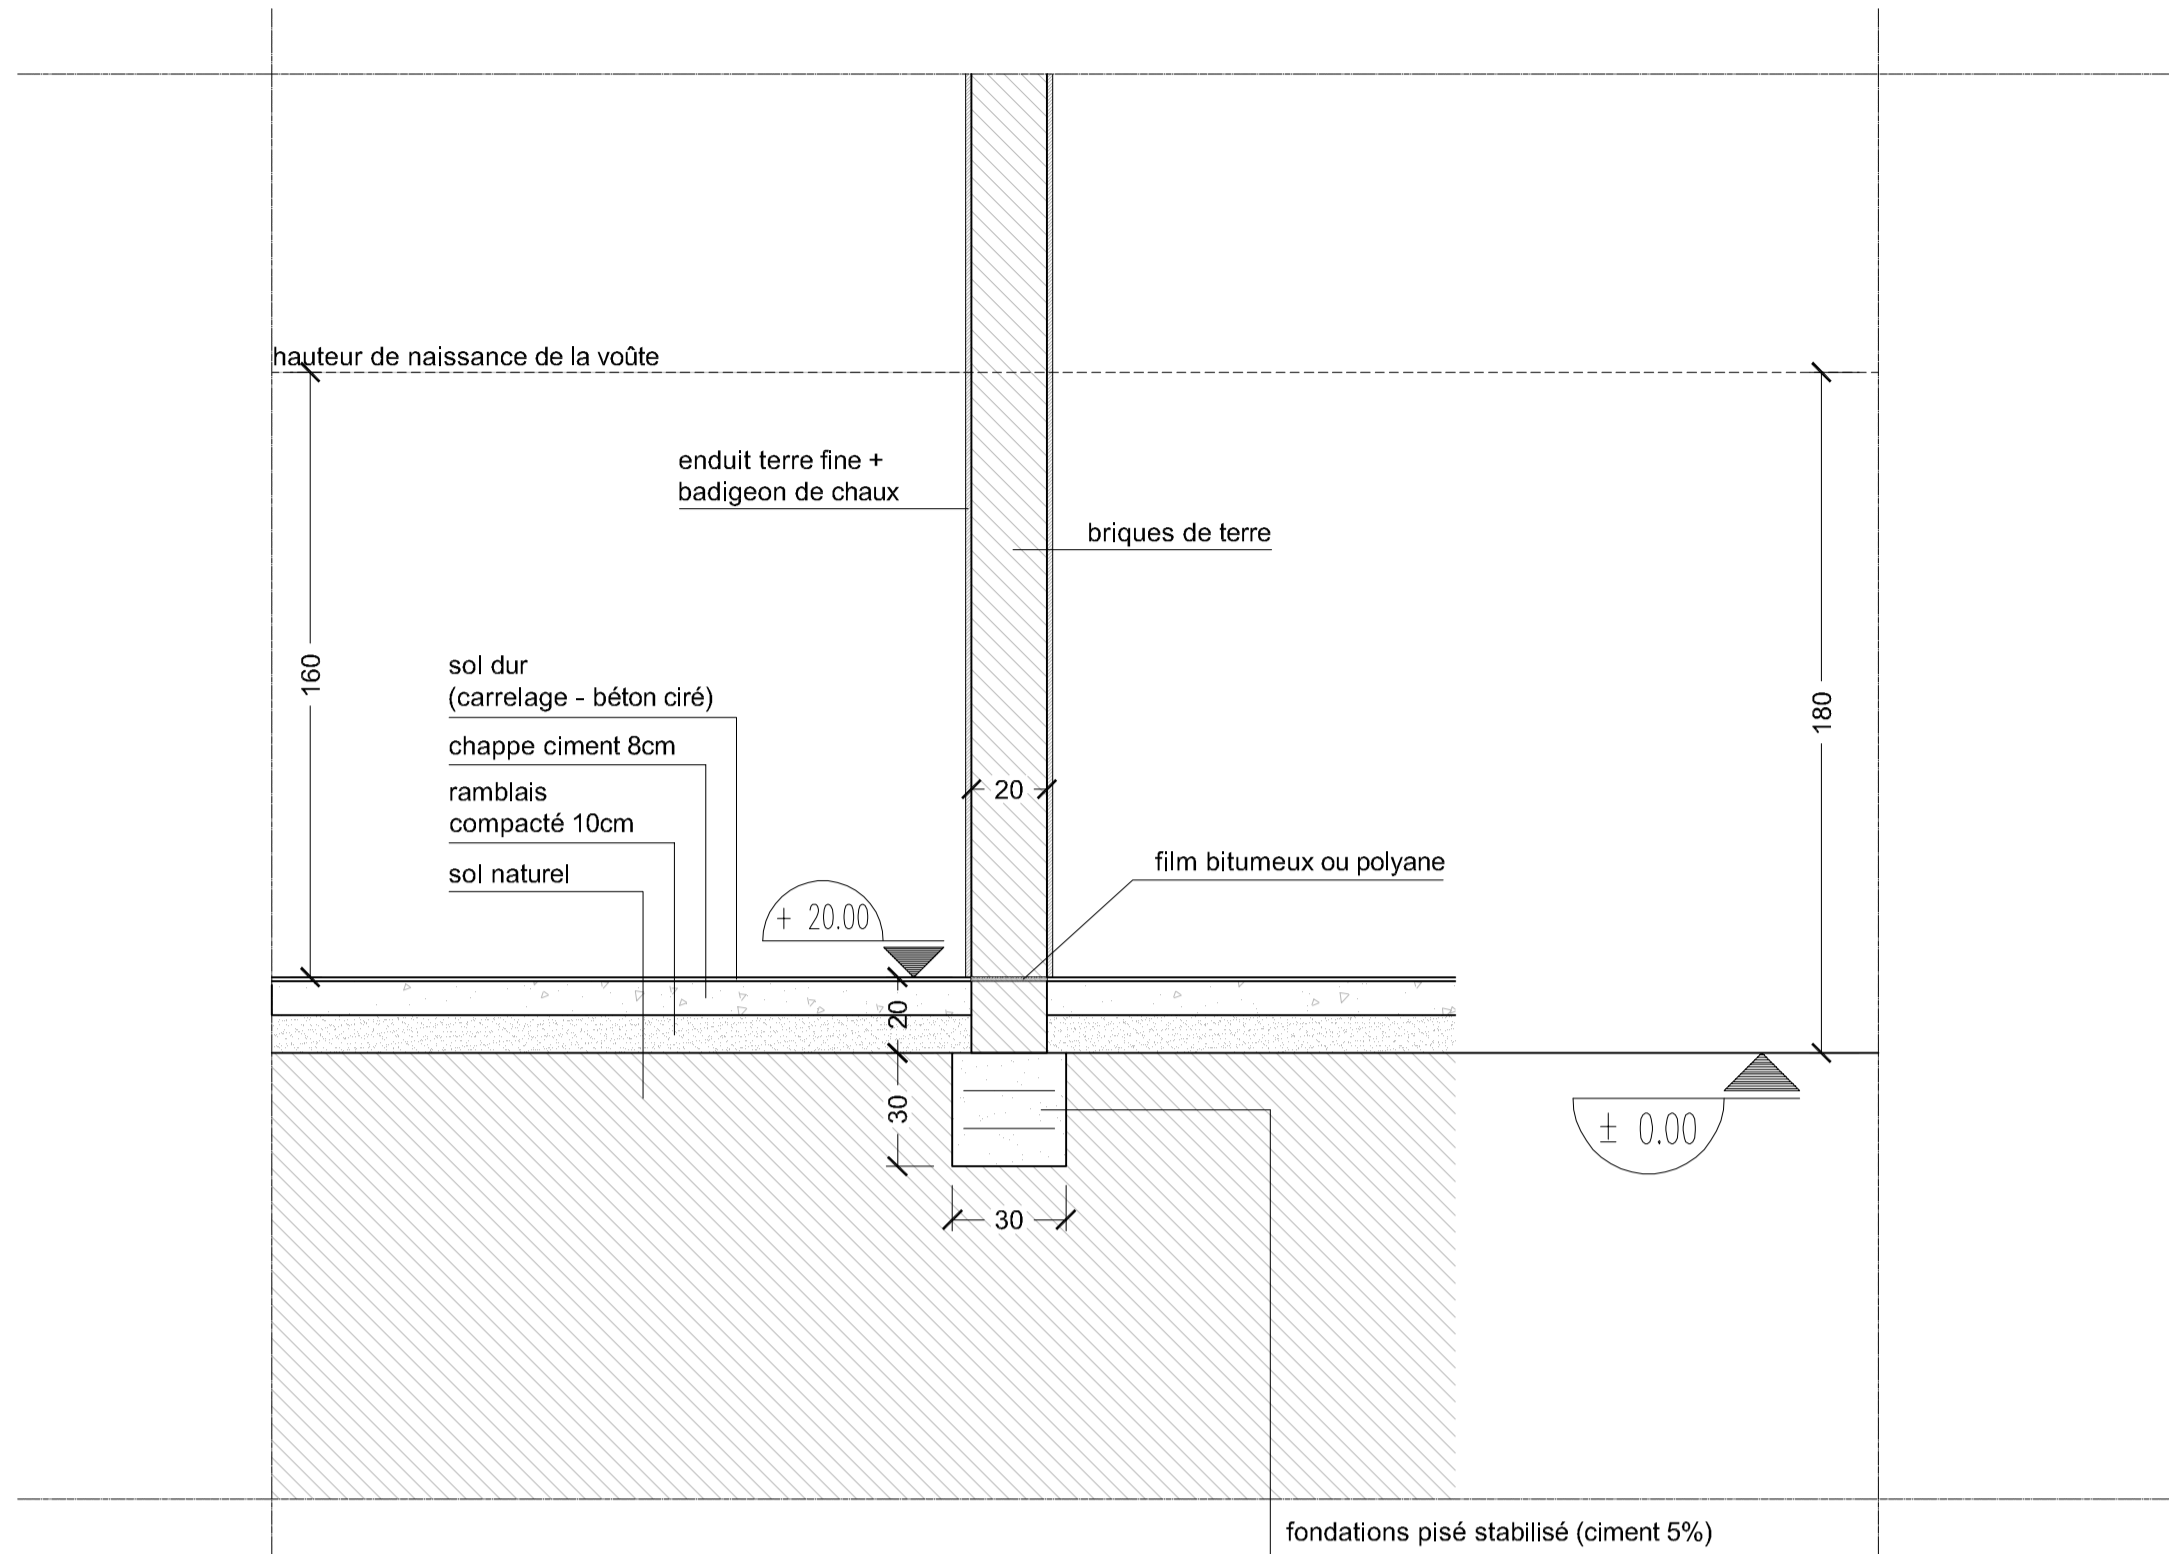 hauteur de naissance de la voûte
enduit terre fine +
badigeon de chaux
briques de terre
160
sol dur
(carrelage - béton ciré)
180
chappe ciment 8cm
ramblais
compacté 10cm
20
sol naturel
film bitumeux ou polyane
+ 20.00
20
30
± 0.00
30
fondations pisé stabilisé (ciment 5%)